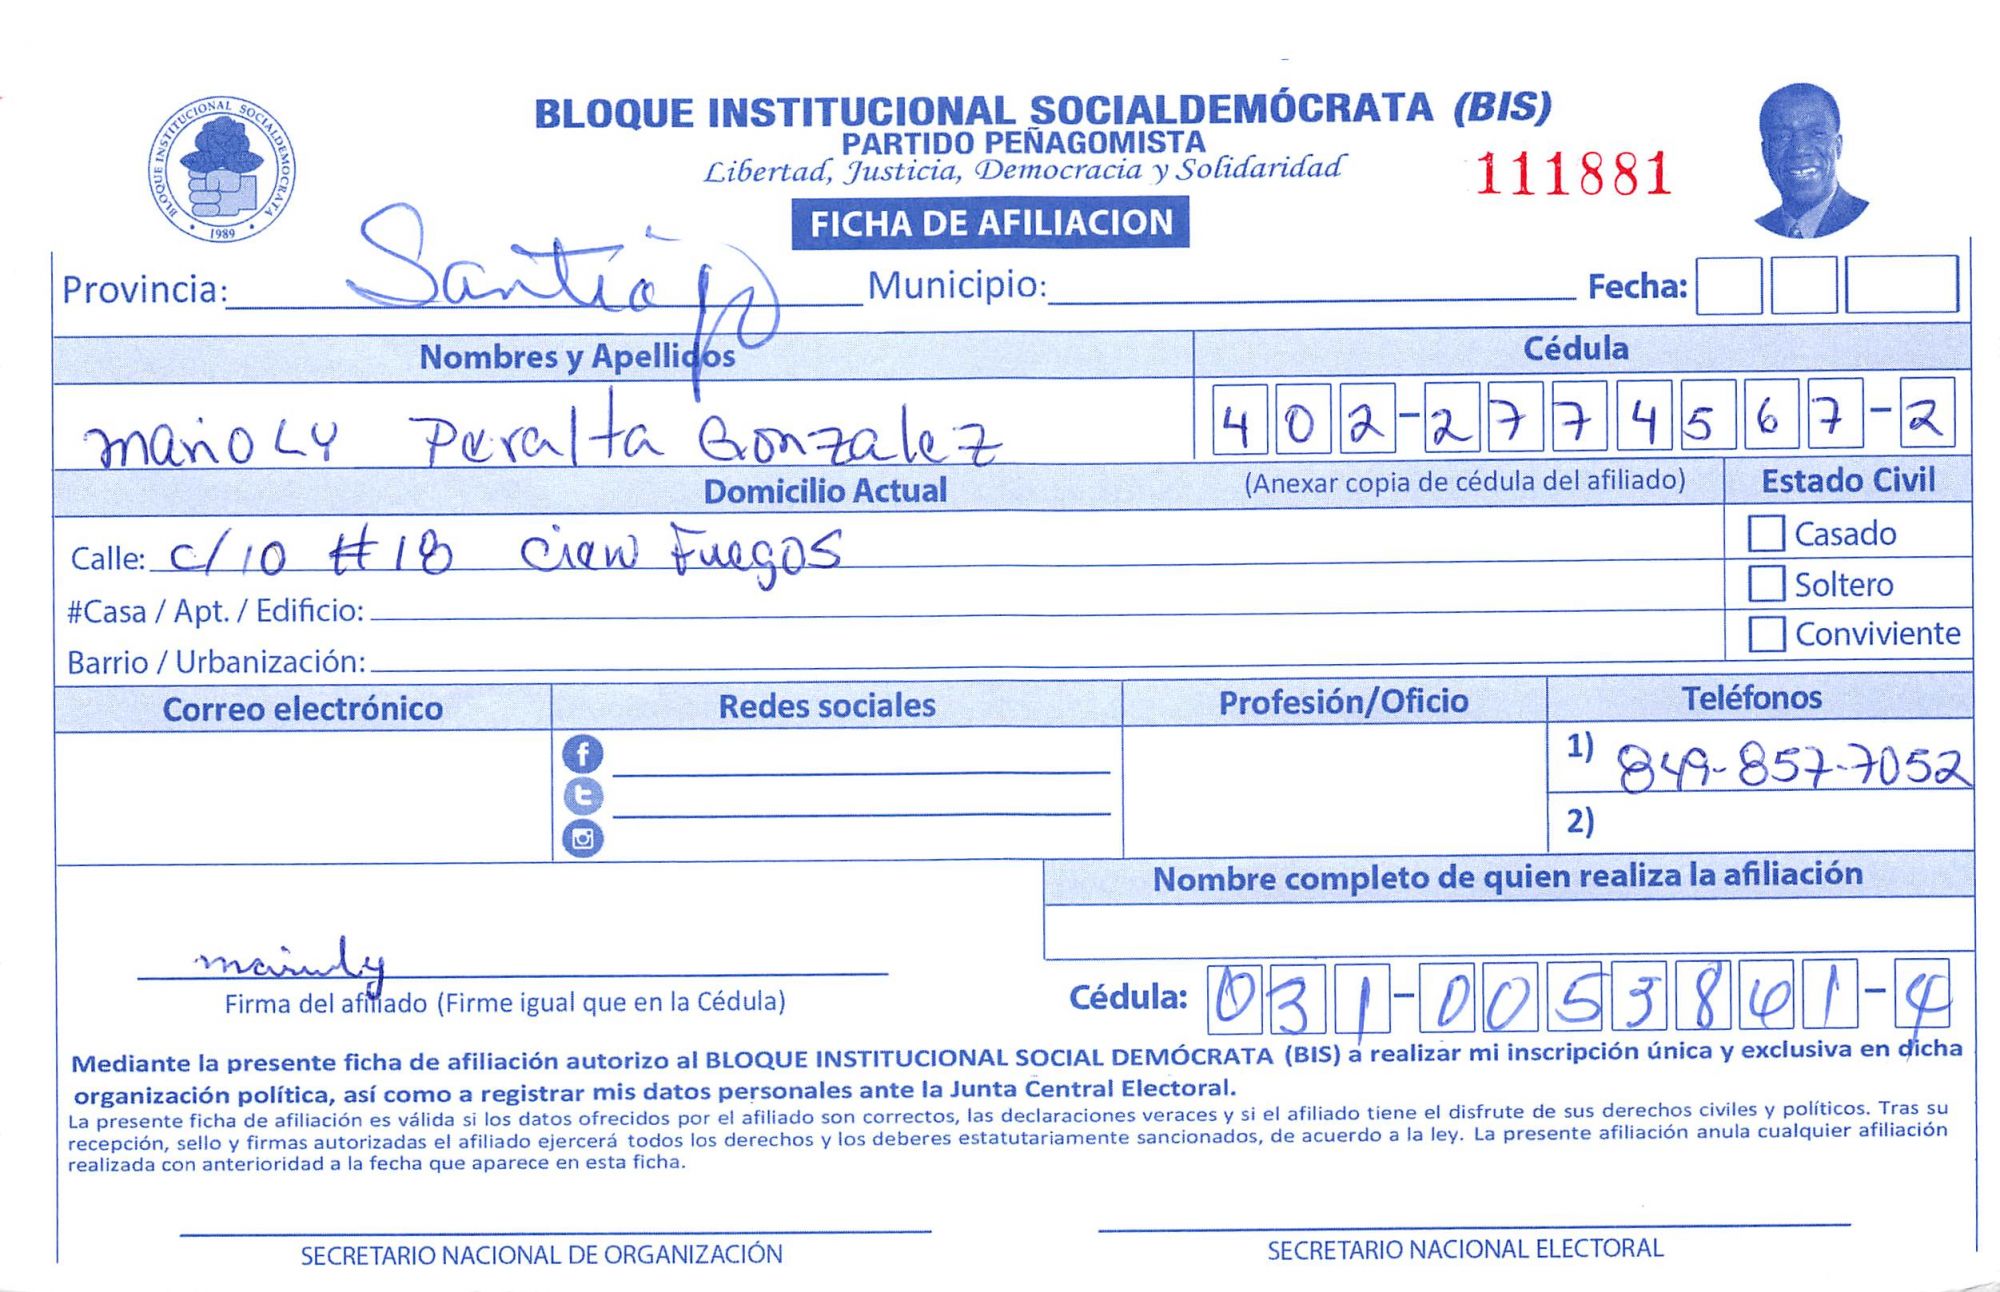 BLOQUE INSTITUCIONAL SOCIALDEMOCRATA
1989
BLOQUE INSTITUCIONAL SOCIALDEMÓCRATA (BIS)
PARTIDO PEÑAGOMISTA
Libertad, Justicia, Democracia y Solidaridad
111881
FICHA DE AFILIACION
Provincia: Santiago Municipio: Fecha:
Nombres y Apellidos Cédula
Peralta Gonzalez 402-2774567-2
Domicilio Actual (Anexar copia de cédula del afiliado) Estado Civil
Calle: c/10 #18 Cien Fuegos Casado
Soltero
#Casa / Apt. / Edificio:
Conviviente
Barrio / Urbanización:
Correo electrónico Redes sociales Profesión/Oficio Teléfonos
1) 849-857-7052
2)
Nombre completo de quien realiza la afiliación
Firma del afiliado (Firme igual que en la Cédula)
Cédula: 031-0053861-4
Mediante la presente ficha de afiliación autorizo al BLOQUE INSTITUCIONAL SOCIAL DEMÓCRATA (BIS) a realizar mi inscripción única y exclusiva en dicha
organización política, así como a registrar mis datos personales ante la Junta Central Electoral.
La presente ficha de afiliación es válida si los datos ofrecidos por el afiliado son correctos, las declaraciones veraces y si el afiliado tiene el disfrute de sus derechos civiles y políticos. Tras su
recepción, sello y firmas autorizadas el afiliado ejercerá todos los derechos y los deberes estatutariamente sancionados, de acuerdo a la ley. La presente afiliación anula cualquier afiliación
realizada con anterioridad a la fecha que aparece en esta ficha.
SECRETARIO NACIONAL DE ORGANIZACIÓN SECRETARIO NACIONAL ELECTORAL